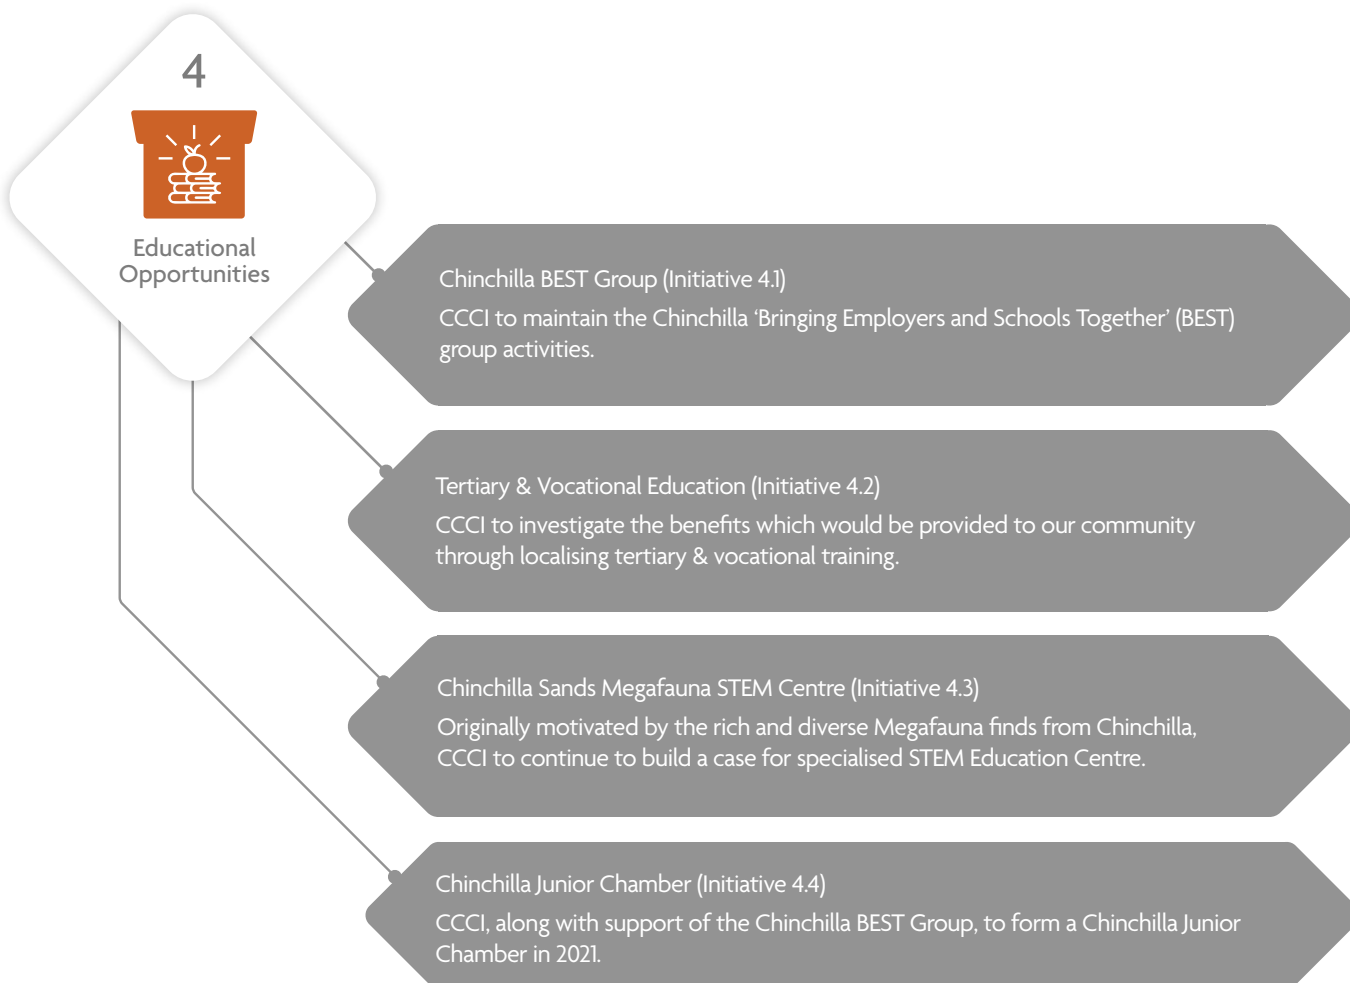 4
Educational
Opportunities
Chinchilla BEST Group (Initiative 4.1)
CCCI to maintain the Chinchilla ‘Bringing Employers and Schools Together’ (BEST)
group activities.
Tertiary & Vocational Education (Initiative 4.2)
CCCI to investigate the benefits which would be provided to our community
through localising tertiary & vocational training.
Chinchilla Sands Megafauna STEM Centre (Initiative 4.3)
Originally motivated by the rich and diverse Megafauna finds from Chinchilla,
CCCI to continue to build a case for specialised STEM Education Centre.
Chinchilla Junior Chamber (Initiative 4.4)
CCCI, along with support of the Chinchilla BEST Group, to form a Chinchilla Junior
Chamber in 2021.